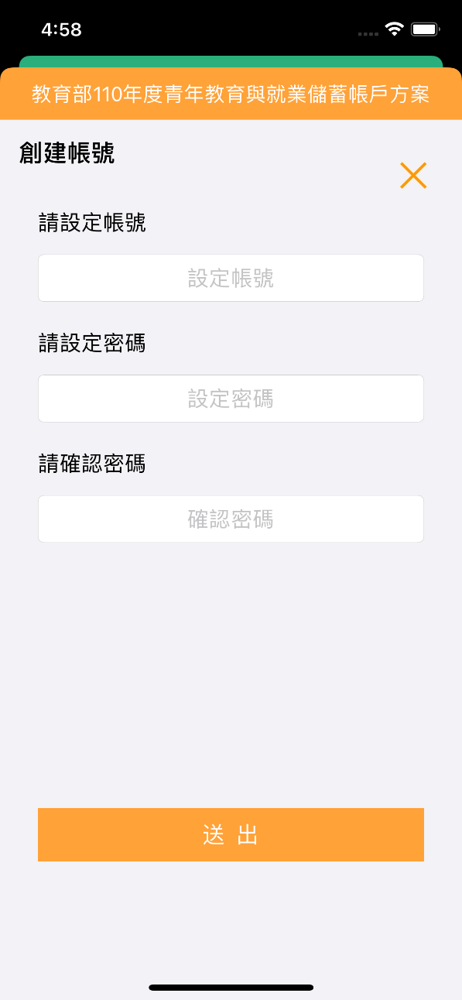 4:58
教育部110年度青年教育與就業儲蓄帳戶方案
創建帳號
請設定帳號
設定帳號
請設定密碼
設定密碼
請確認密碼
確認密碼
送 出